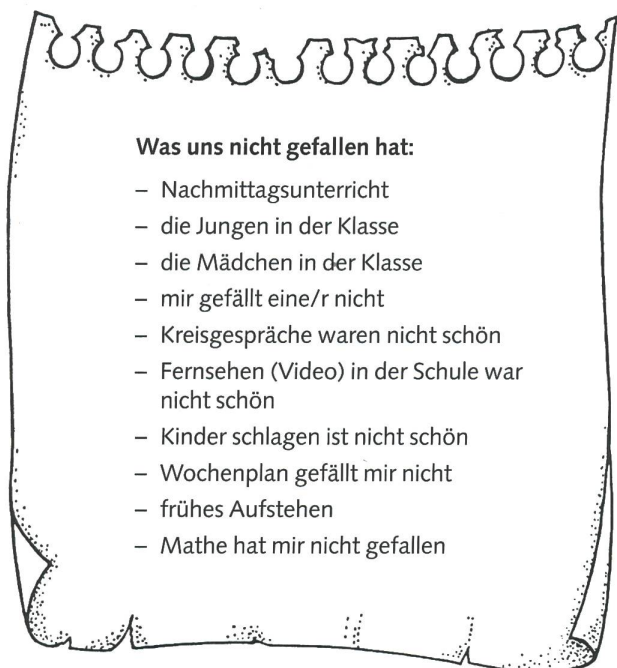 Was uns nicht gefallen hat:
– Nachmittagsunterricht
– die Jungen in der Klasse
– die Mädchen in der Klasse
– mir gefällt eine/r nicht
– Kreisgespräche waren nicht schön
– Fernsehen (Video) in der Schule war
nicht schön
– Kinder schlagen ist nicht schön
– Wochenplan gefällt mir nicht
– frühes Aufstehen
– Mathe hat mir nicht gefallen